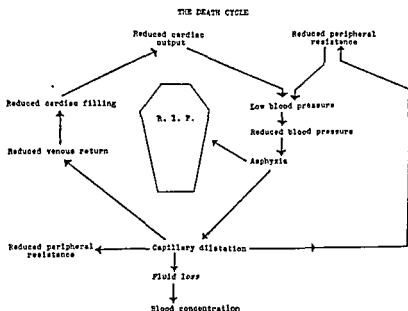 THE DEATH CYCLE
Reduced cardiac
output
Reduced peripheral
resistance
Reduced cardiac filling
R. I. P.
Low blood pressure
Reduced blood pressure
Reduced venous return
Asphyxia
Reduced peripheral
resistance
Capillary dilatation
Fluid loss
Blood concentration